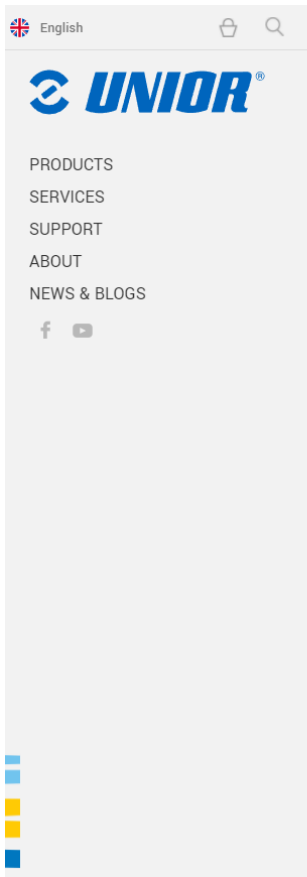 English
UNIOR®
PRODUCTS
SERVICES
SUPPORT
ABOUT
NEWS & BLOGS
f